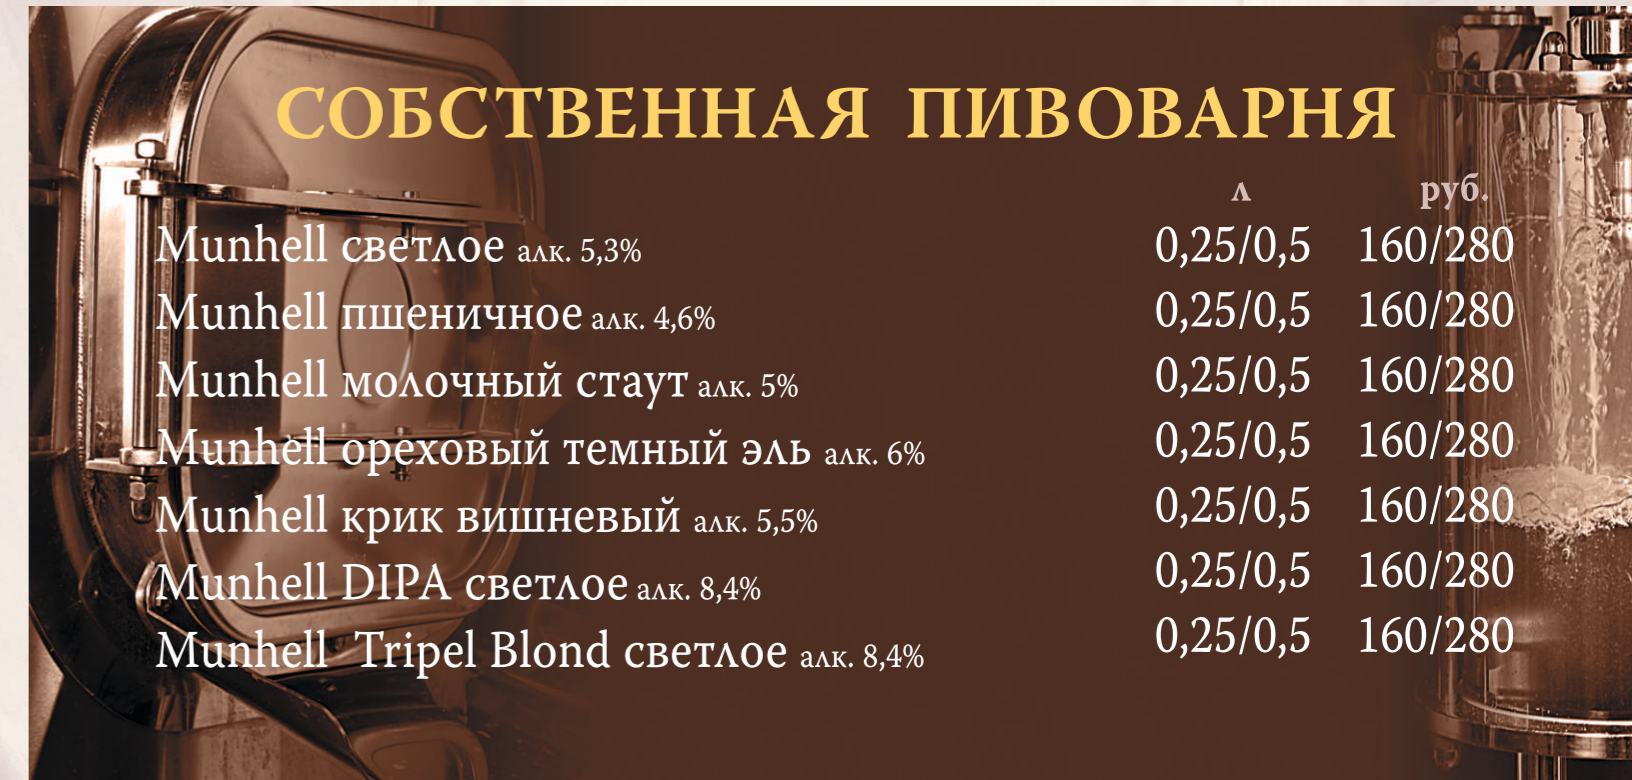 СОБСТВЕННАЯ ПИВОВАРНЯ
л руб.
Munhell светлое алк. 5,3% 0,25/0,5 160/280
Munhell пшеничное алк. 4,6% 0,25/0,5 160/280
Munhell молочный стаут алк. 5% 0,25/0,5 160/280
Munhell ореховый темный эль алк. 6% 0,25/0,5 160/280
Munhell крик вишневый алк. 5,5% 0,25/0,5 160/280
Munhell DIPA светлое алк. 8,4% 0,25/0,5 160/280
Munhell Tripel Blond светлое алк. 8,4% 0,25/0,5 160/280